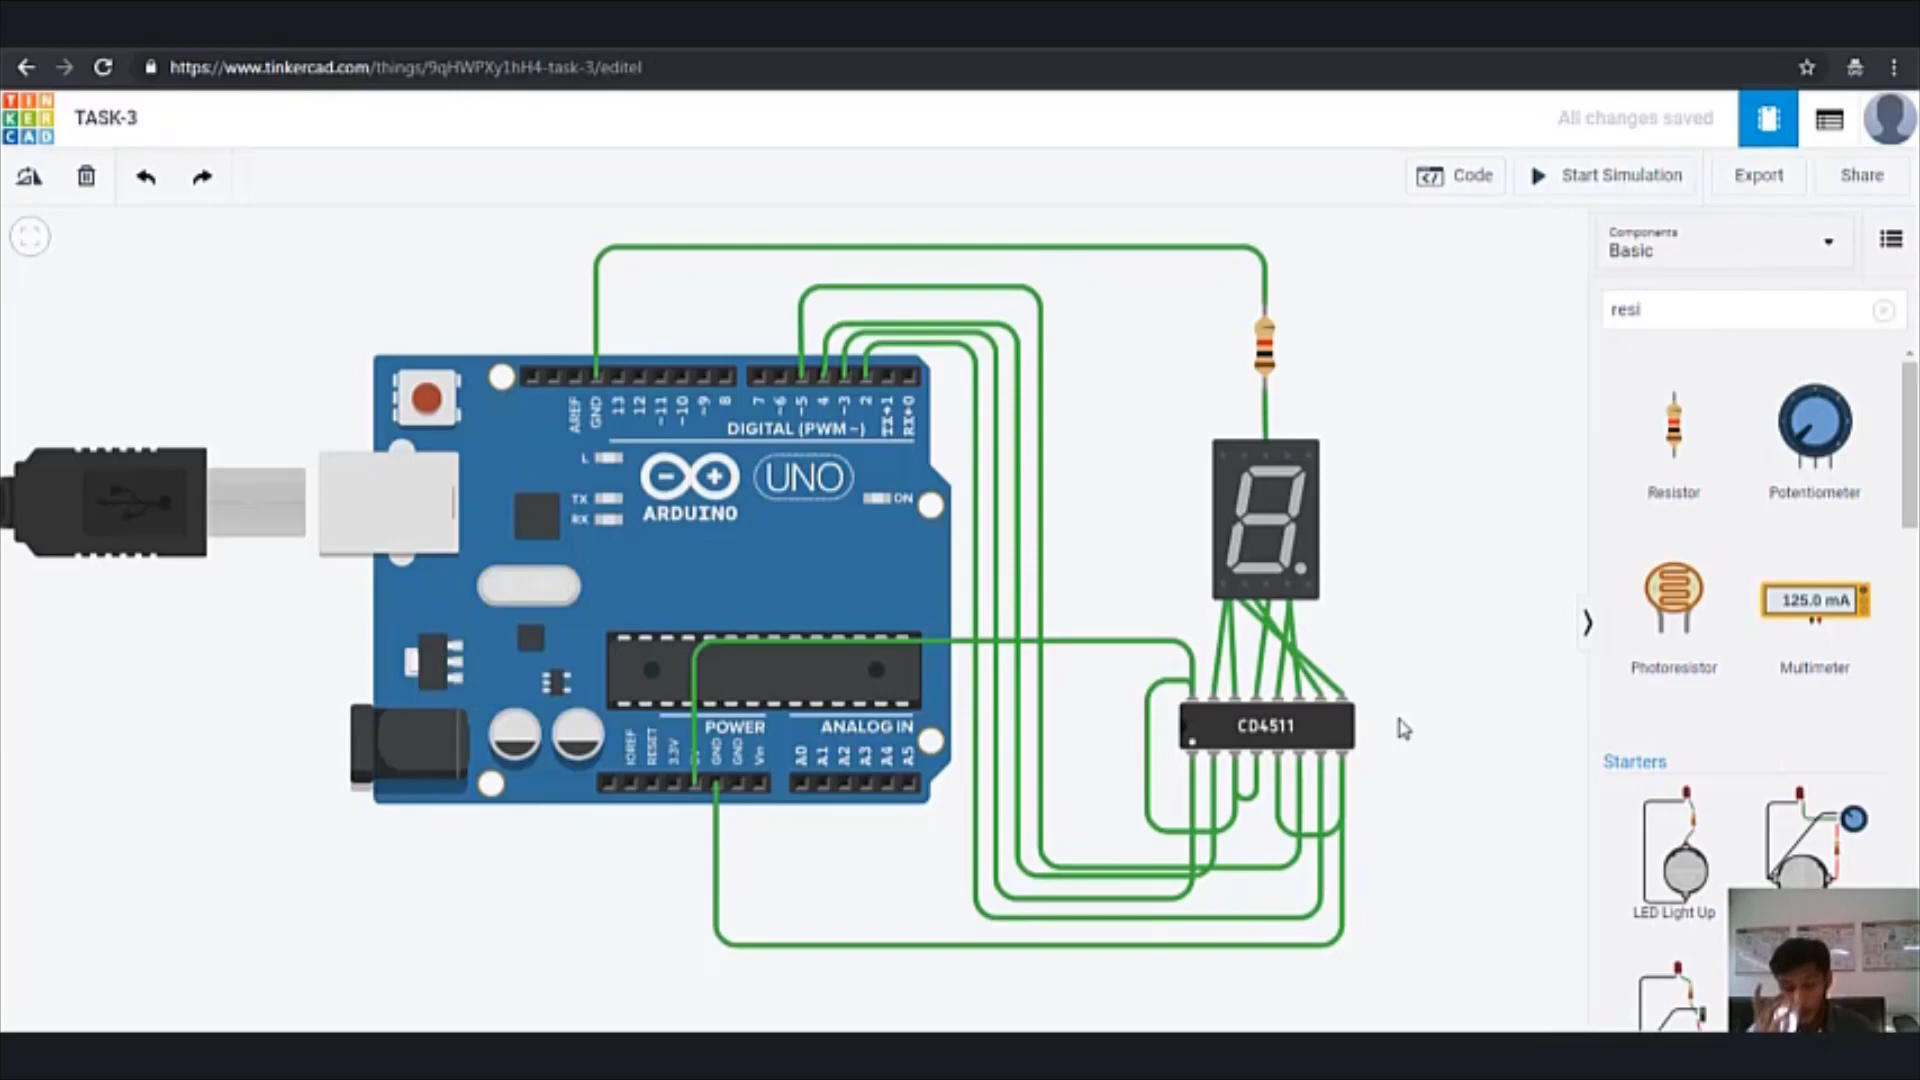 https://www.tinkercad.com/things/9qHWPXy1hH4-task-3/editel
TIN
KER
CAD
TASK-3
All changes saved
Code
Start Simulation
Export
Share
Components
Basic
resi
AREF
GND
13
12
~11
~10
~9
8
7
~6
~5
4
~3
2
TX→1
RX←0
DIGITAL (PWM ~)
L
TX
RX
UNO
ARDUINO
ON
POWER
ANALOG IN
IOREF
RESET
3.3V
GND
GND
Vin
A0
A1
A2
A3
A4
A5
CD4511
Resistor
Potentiometer
125.0 mA
Photoresistor
Multimeter
Starters
LED Light Up